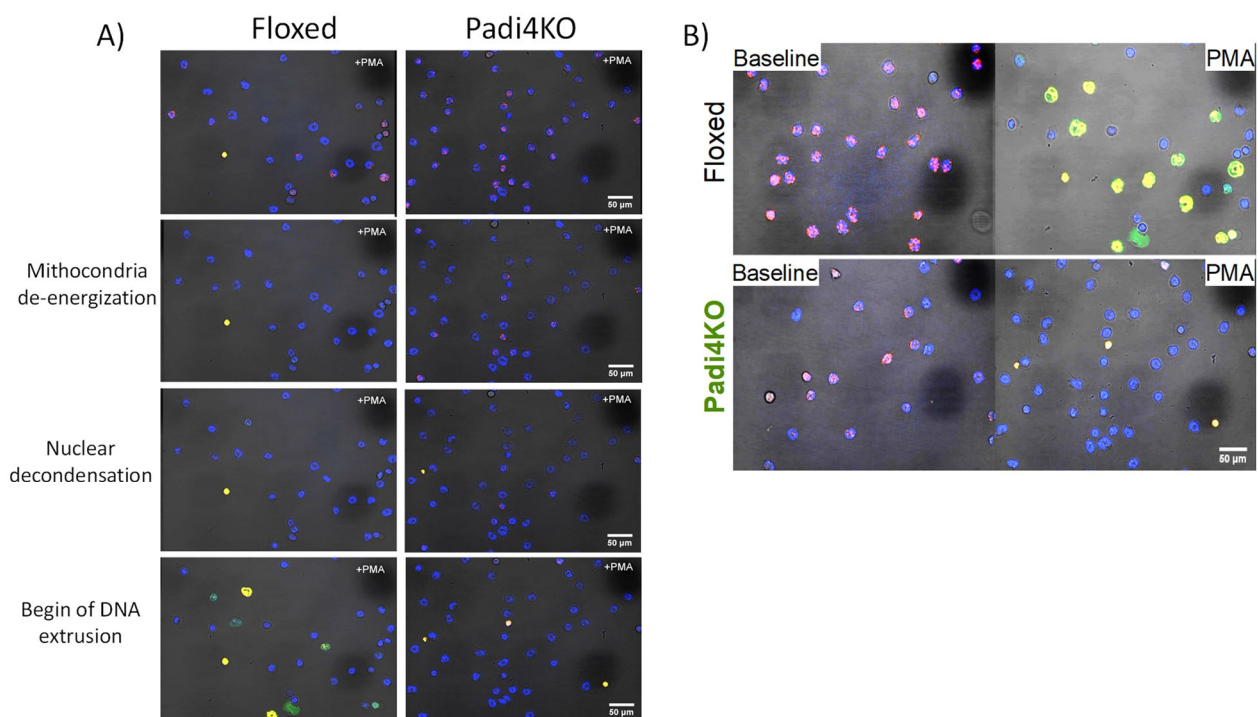 A)
Floxed
Padi4KO
+PMA
+PMA
50 µm
Mithocondria
de-energization
+PMA
+PMA
50 µm
Nuclear
decondensation
+PMA
+PMA
50 µm
Begin of DNA
extrusion
+PMA
+PMA
50 µm
B)
Floxed
Baseline
PMA
Padi4KO
Baseline
PMA
50 µm